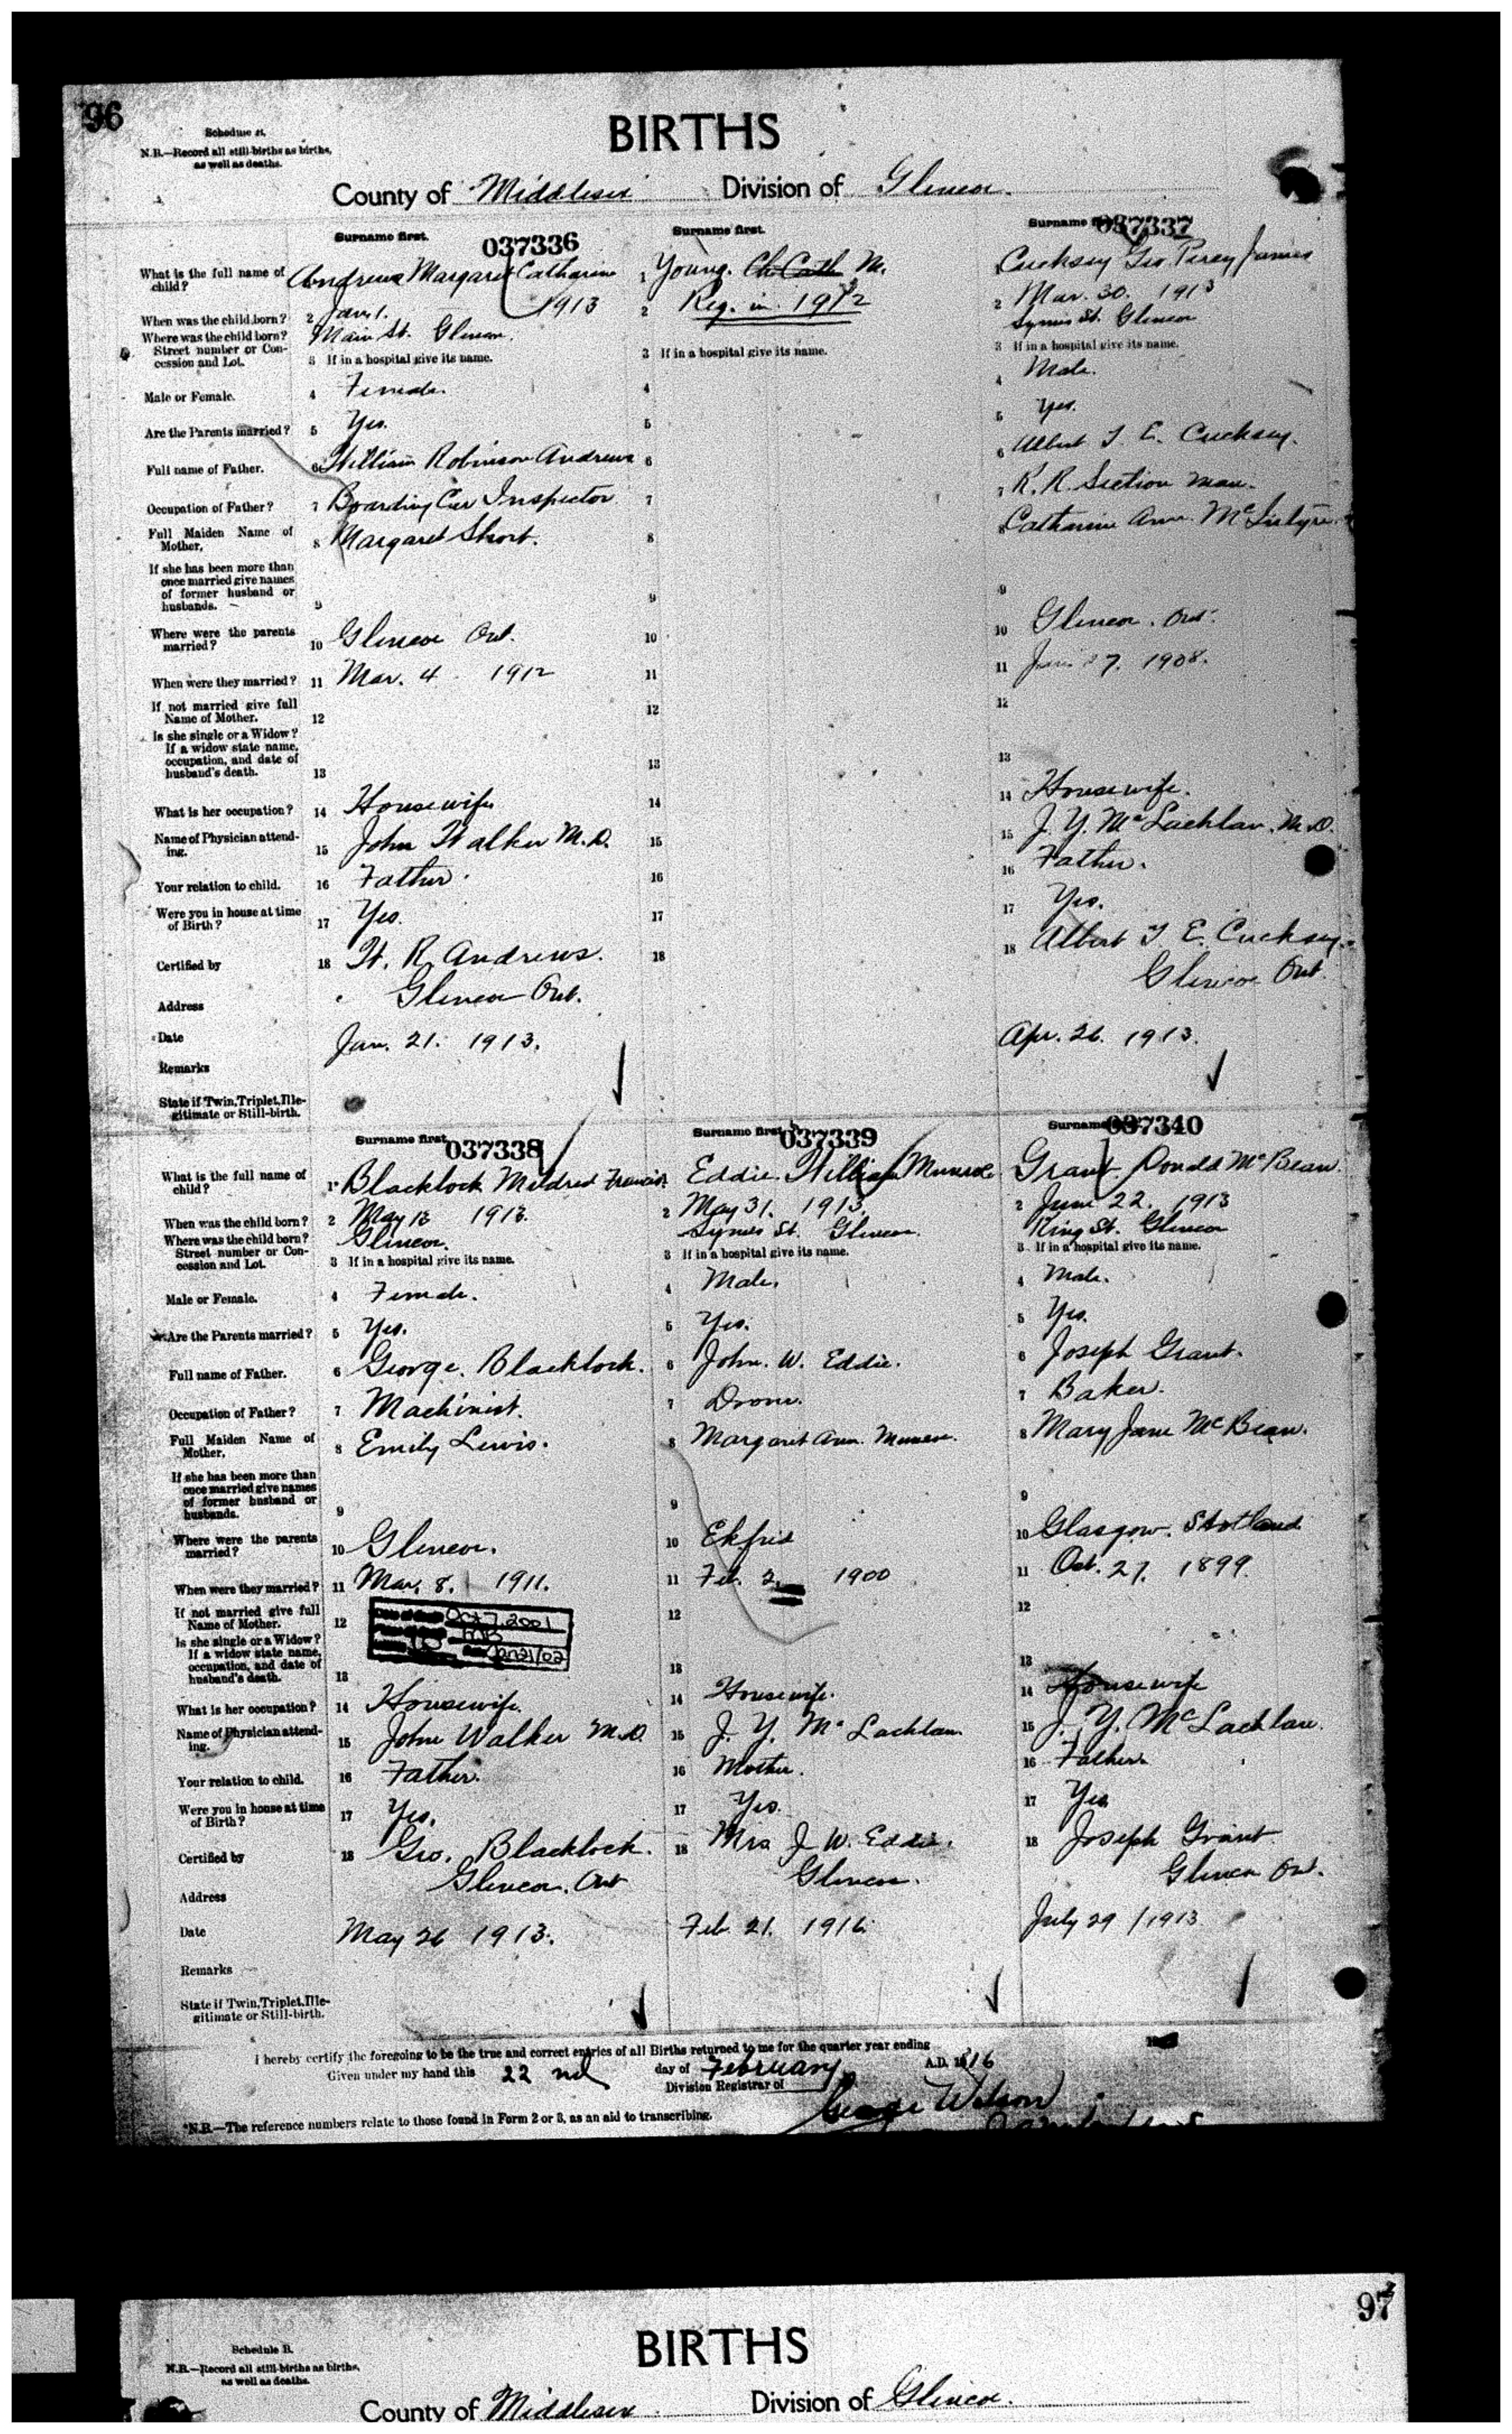 96
Schedule B.
N.B.—Record all still-births as births,
as well as deaths.
BIRTHS
County of Middlesex Division of Glencoe.
Surname first. 037336
What is the full name of child? 1 Andrews Margaret Catharine
When was the child born? 2 Jan. 1. 1913
Where was the child born? Street number or Concession and Lot. Main St. Glencoe.
3 If in a hospital give its name.
Male or Female. 4 Female.
Are the Parents married? 5 Yes.
Full name of Father. 6 William Robinson Andrews
Occupation of Father? 7 Boarding Car Inspector
Full Maiden Name of Mother, 8 Margaret Short.
If she has been more than once married give names of former husband or husbands. 9
Where were the parents married? 10 Glencoe Ont.
When were they married? 11 Mar. 4 1912
If not married give full Name of Mother. 12
Is she single or a Widow? If a widow state name, occupation, and date of husband's death. 13
What is her occupation? 14 Housewife
Name of Physician attending. 15 John Walker M.D.
Your relation to child. 16 Father.
Were you in house at time of Birth? 17 Yes.
Certified by 18 W. R. Andrews.
Address Glencoe Ont.
Date Jan. 21. 1913.
Remarks
State if Twin, Triplet, Illegitimate or Still-birth.
Surname first.
1 Young. Ch Cath M.
2 Reg. in 1912
3 If in a hospital give its name.
4
5
6
7
8
9
10
11
12
13
14
15
16
17
18
Surname 037337
Cucksey Geo Percy James
2 Mar. 30. 1913
Symes St. Glencoe
3 If in a hospital give its name.
4 Male.
5 Yes.
6 Albert T. E. Cucksey.
7 R. R. Section man.
8 Catharine Ann McIntyre
9
10 Glencoe. Ont.
11 27. 1908.
12
13
14 Housewife.
15 J. Y. McLachlan. M.D.
16 Father.
17 Yes.
18 Albert T E. Cucksey.
Glencoe Ont
Apr. 26. 1913.
Surname first 037338
What is the full name of child? 1 Blacklock Mildred Francis
When was the child born? 2 May 1913.
Where was the child born? Street number or Concession and Lot. Glencoe.
3 If in a hospital give its name.
Male or Female. 4 Female.
Are the Parents married? 5 Yes.
Full name of Father. 6 George. Blacklock.
Occupation of Father? 7 Machinist.
Full Maiden Name of Mother. 8 Emily Lewis.
If she has been more than once married give names of former husband or husbands. 9
Where were the parents married? 10 Glencoe.
When were they married? 11 Mar. 8. 1911.
If not married give full Name of Mother. 12
Oct 7, 2001
Is she single or a Widow? If a widow state name, occupation, and date of husband's death. 13
What is her occupation? 14 Housewife.
Name of Physician attending. 15 John Walker M.D.
Your relation to child. 16 Father.
Were you in house at time of Birth? 17 Yes.
Certified by 18 Geo. Blacklock.
Address Glencoe. Ont
Date May 26 1913.
Remarks
State if Twin, Triplet, Illegitimate or Still-birth.
Surname first 037339
Eddie. William Munroe
2 May 31. 1913.
Symes St. Glencoe.
3 If in a hospital give its name.
4 Male.
5 Yes.
6 John. W. Eddie.
7
8 Margaret Ann. Munroe.
9
10 Ekfrid
11 Feb. 2. 1900
12
13
14 Housewife.
15 J. Y. McLachlan
16 Mother.
17 Yes.
18 Mrs J W. Eddie.
Glencoe.
Feb. 21. 1916
Surname 037340
Grant. Donald McBean.
2 June 22. 1913
King St. Glencoe
3 If in a hospital give its name.
4 Male.
5 Yes.
6 Joseph Grant.
7 Baker.
8 Mary Jane McBean.
9
10 Glasgow. Scotland
11 Oct. 27. 1899.
12
13
14 Housewife
15 J. Y. McLachlan.
16 Father.
17 Yes
18 Joseph Grant
Glencoe Ont.
July 29 1913
I hereby certify the foregoing to be the true and correct entries of all Births returned to me for the quarter year ending
Given under my hand this 22nd day of February A.D. 1916
Division Registrar of George Wilson
*N.B.—The reference numbers relate to those found in Form 2 or 3, as an aid to transcribing.
97
Schedule B.
N.B.—Record all still-births as births,
as well as deaths.
BIRTHS
County of Middlesex Division of Glencoe.